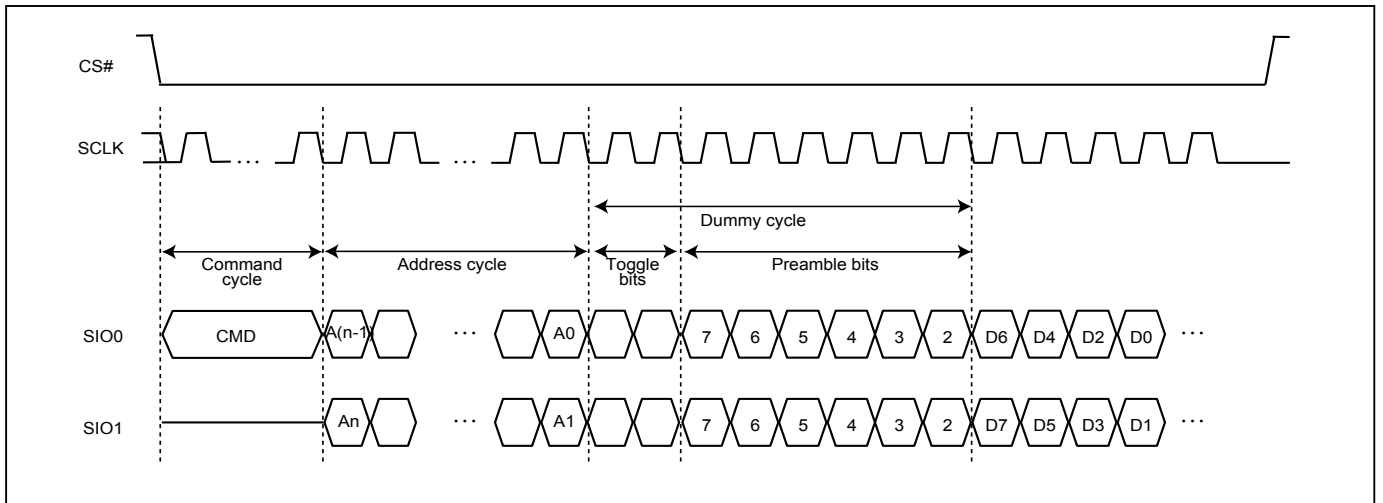 CS#
SCLK
… …
Dummy cycle
Command cycle
Address cycle
Toggle bits
Preamble bits
SIO0 CMD A(n-1) … A0 7 6 5 4 3 2 D6 D4 D2 D0 …
SIO1 An … A1 7 6 5 4 3 2 D7 D5 D3 D1 …